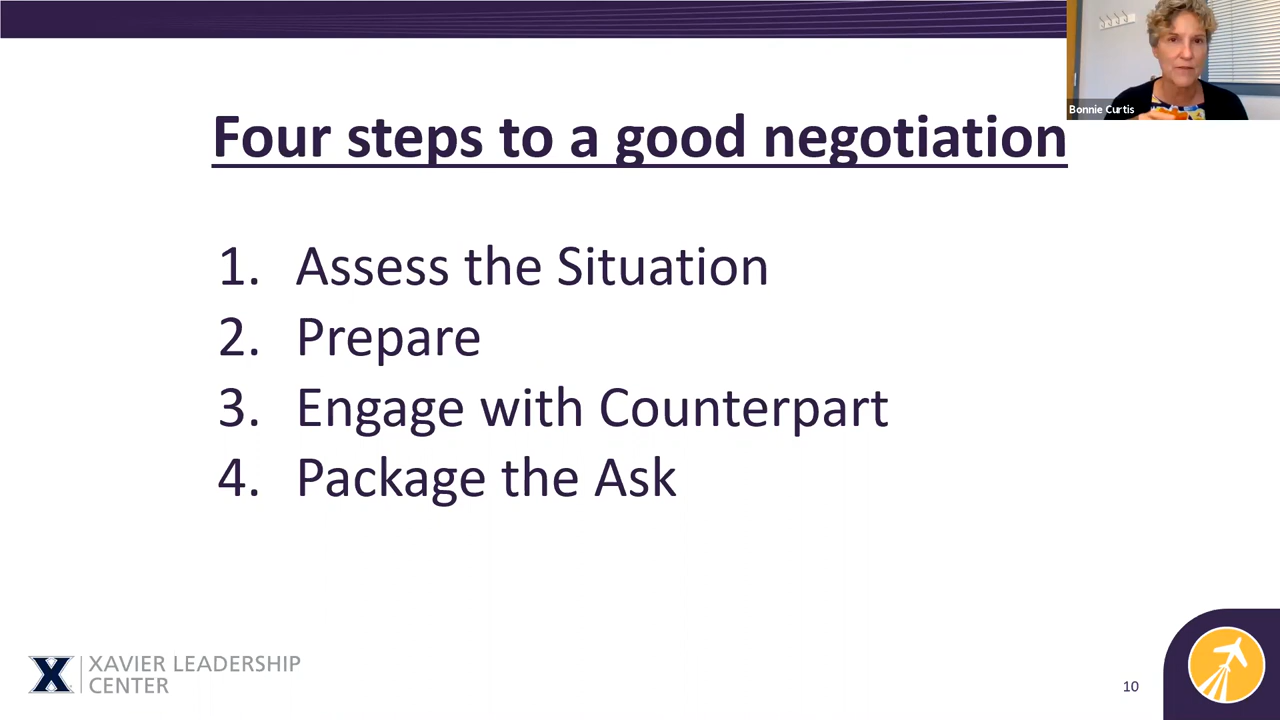 Bonnie Curtis
Four steps to a good negotiation
1. Assess the Situation
2. Prepare
3. Engage with Counterpart
4. Package the Ask
X
XAVIER LEADERSHIP
CENTER
10